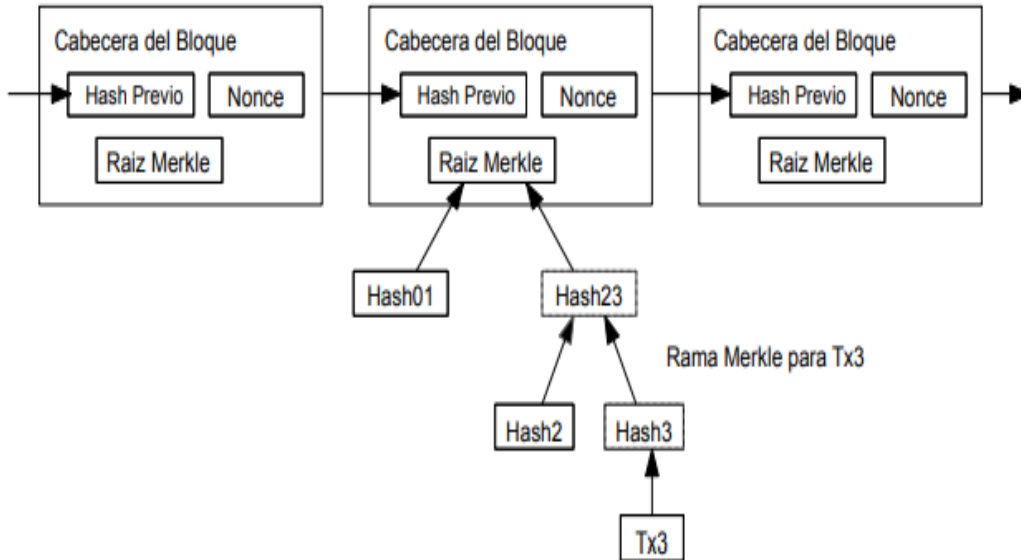 Cabecera del Bloque
Hash Previo
Nonce
Raiz Merkle
Cabecera del Bloque
Hash Previo
Nonce
Raiz Merkle
Cabecera del Bloque
Hash Previo
Nonce
Raiz Merkle
Hash01
Hash23
Rama Merkle para Tx3
Hash2
Hash3
Tx3